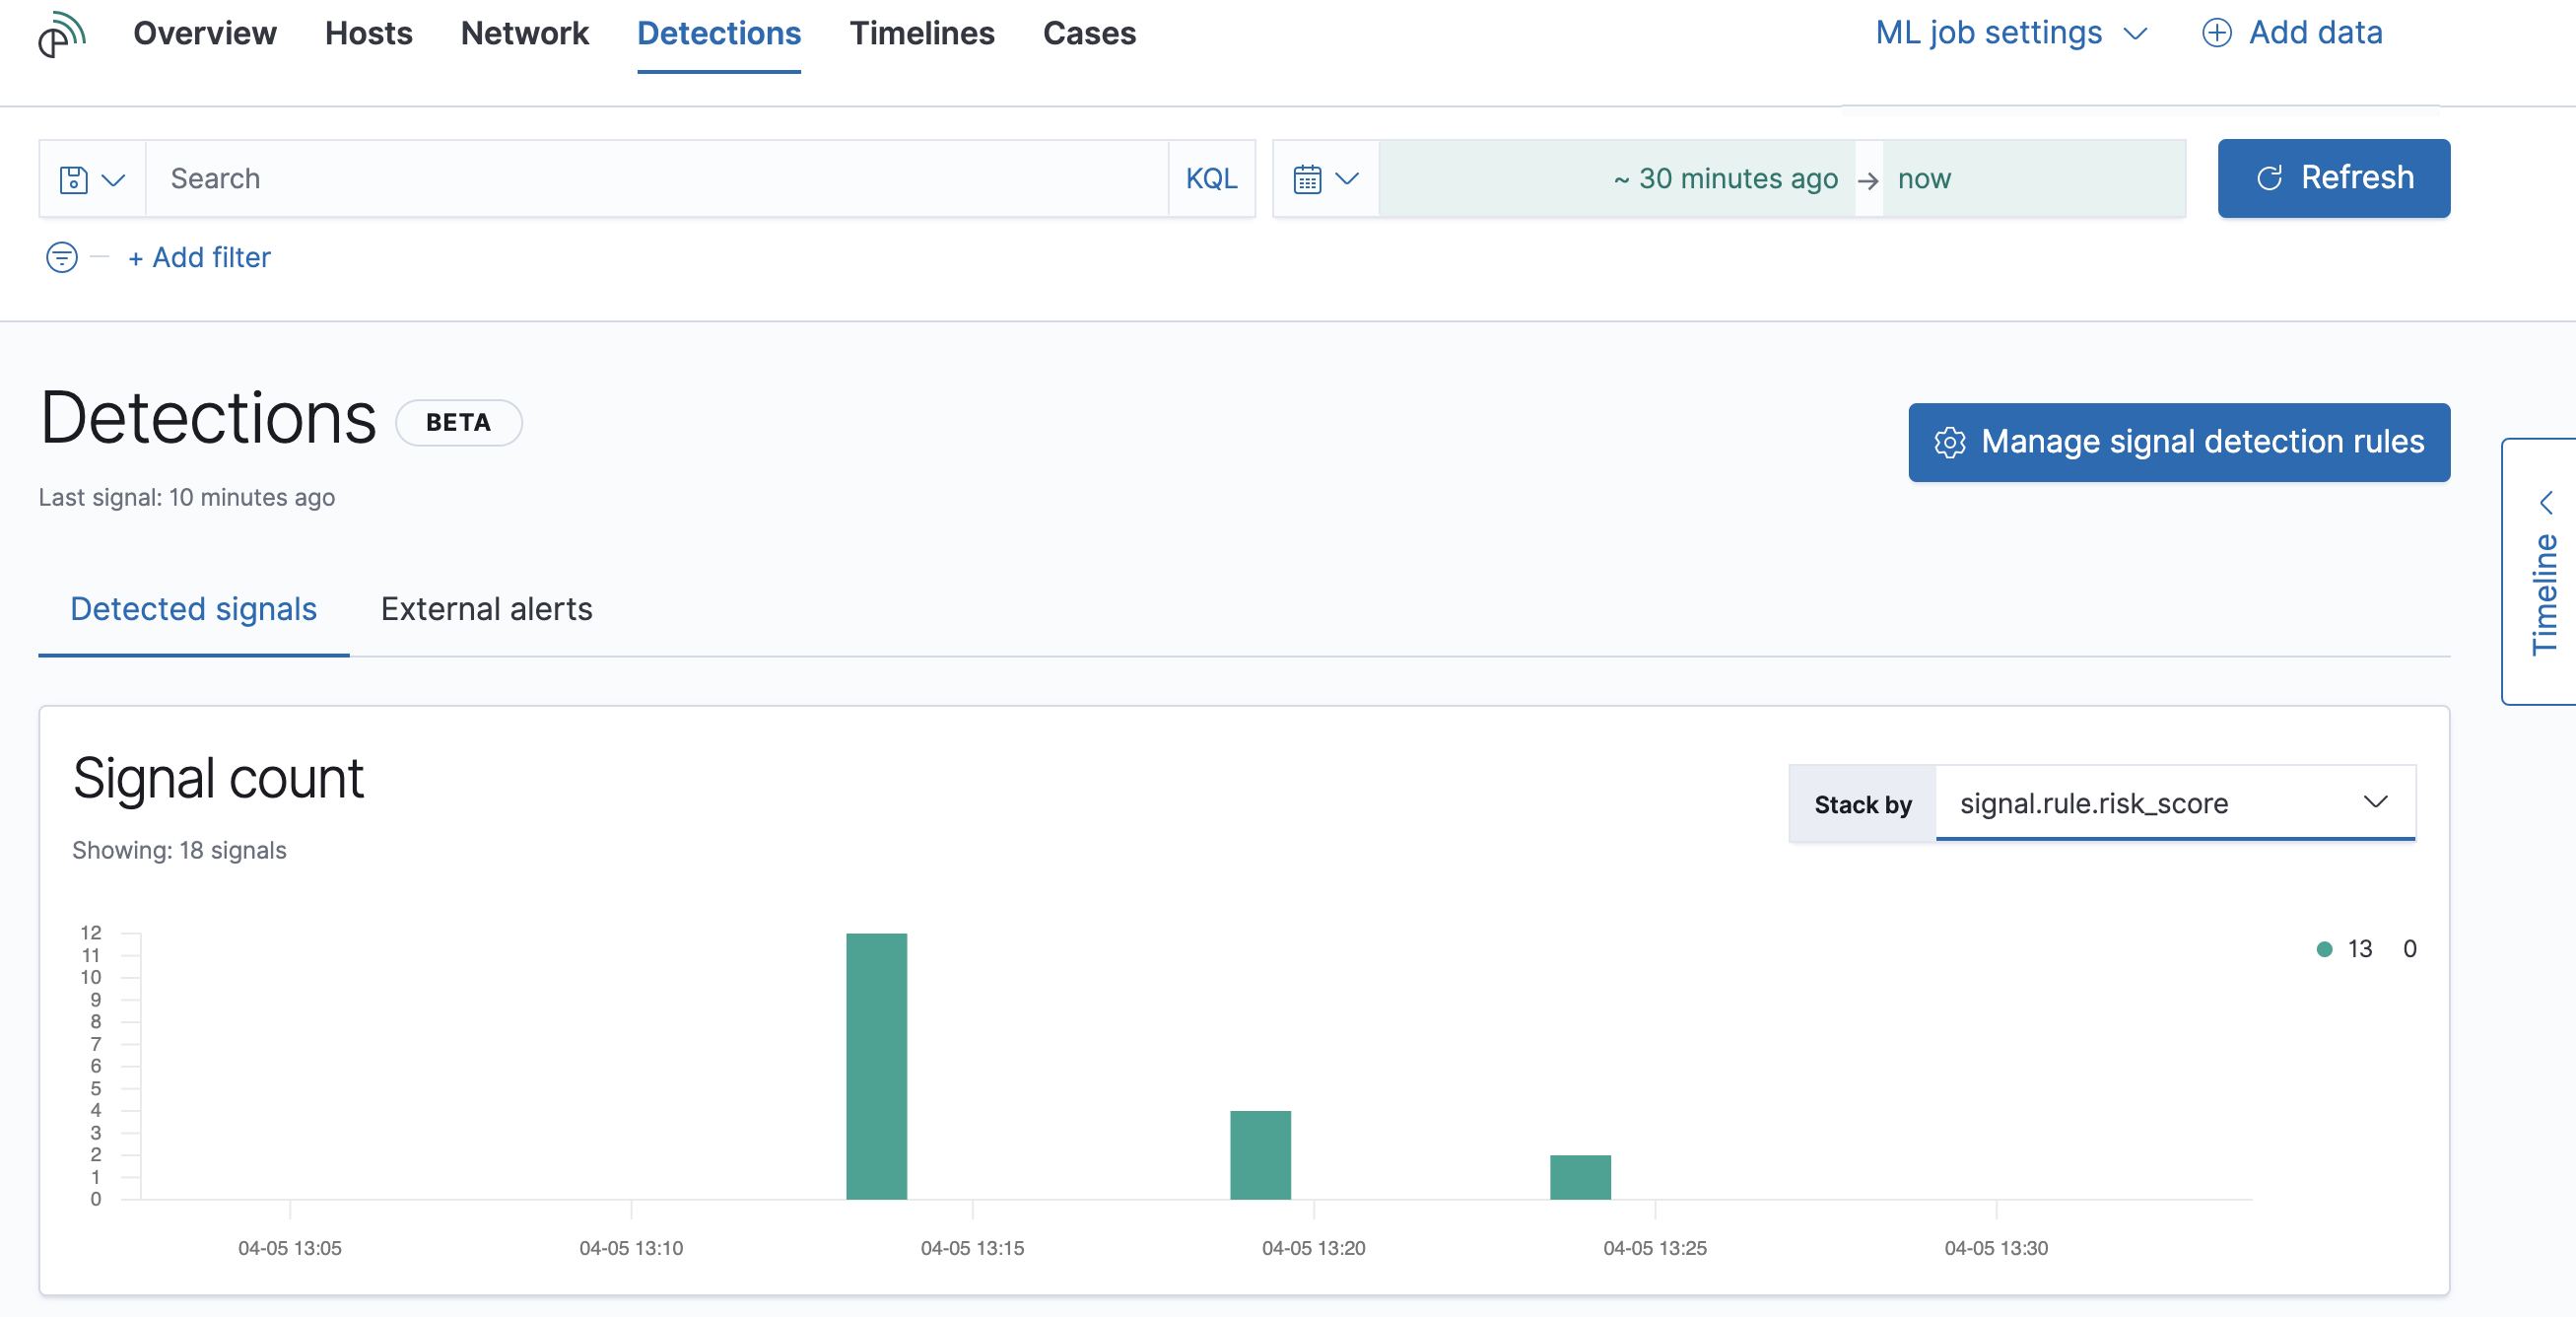 Overview Hosts Network Detections Timelines Cases ML job settings Add data
Search KQL ~ 30 minutes ago → now Refresh
+ Add filter
Detections BETA
Manage signal detection rules
Last signal: 10 minutes ago
Timeline
Detected signals External alerts
Signal count
Stack by signal.rule.risk_score
Showing: 18 signals
13 0
12
11
10
9
8
7
6
5
4
3
2
1
0
04-05 13:05 04-05 13:10 04-05 13:15 04-05 13:20 04-05 13:25 04-05 13:30